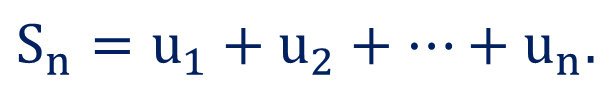 Sₙ = u₁ + u₂ + ⋯ + uₙ.